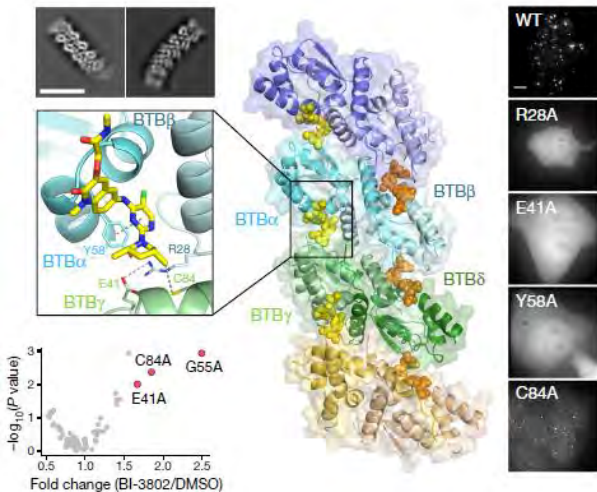 WT
R28A
E41A
Y58A
C84A
BTBβ
Y58
R28
BTBα
E41
C84
BTBγ
BTBβ
BTBα
BTBδ
BTBγ
3
2
1
0
−log10(P value)
C84A
G55A
E41A
0.5 1.0 1.5 2.0 2.5
Fold change (BI-3802/DMSO)